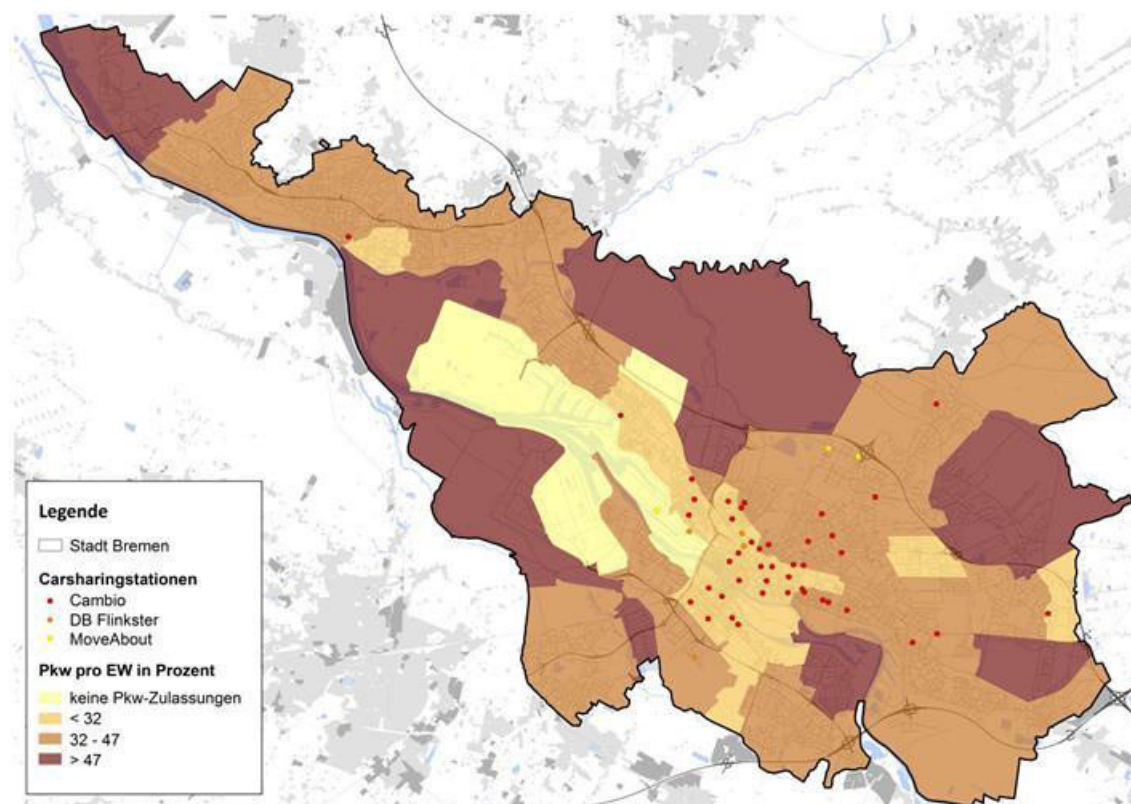 Legende
Stadt Bremen
Carsharingstationen
Cambio
DB Flinkster
MoveAbout
Pkw pro EW in Prozent
keine Pkw-Zulassungen
< 32
32 - 47
> 47